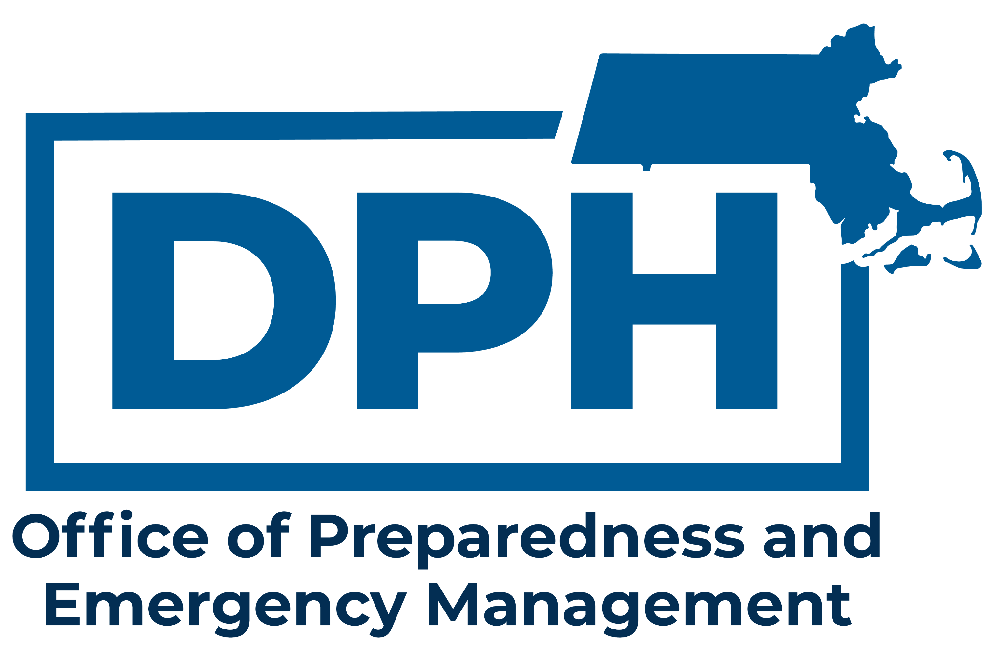 DPH
Office of Preparedness and
Emergency Management